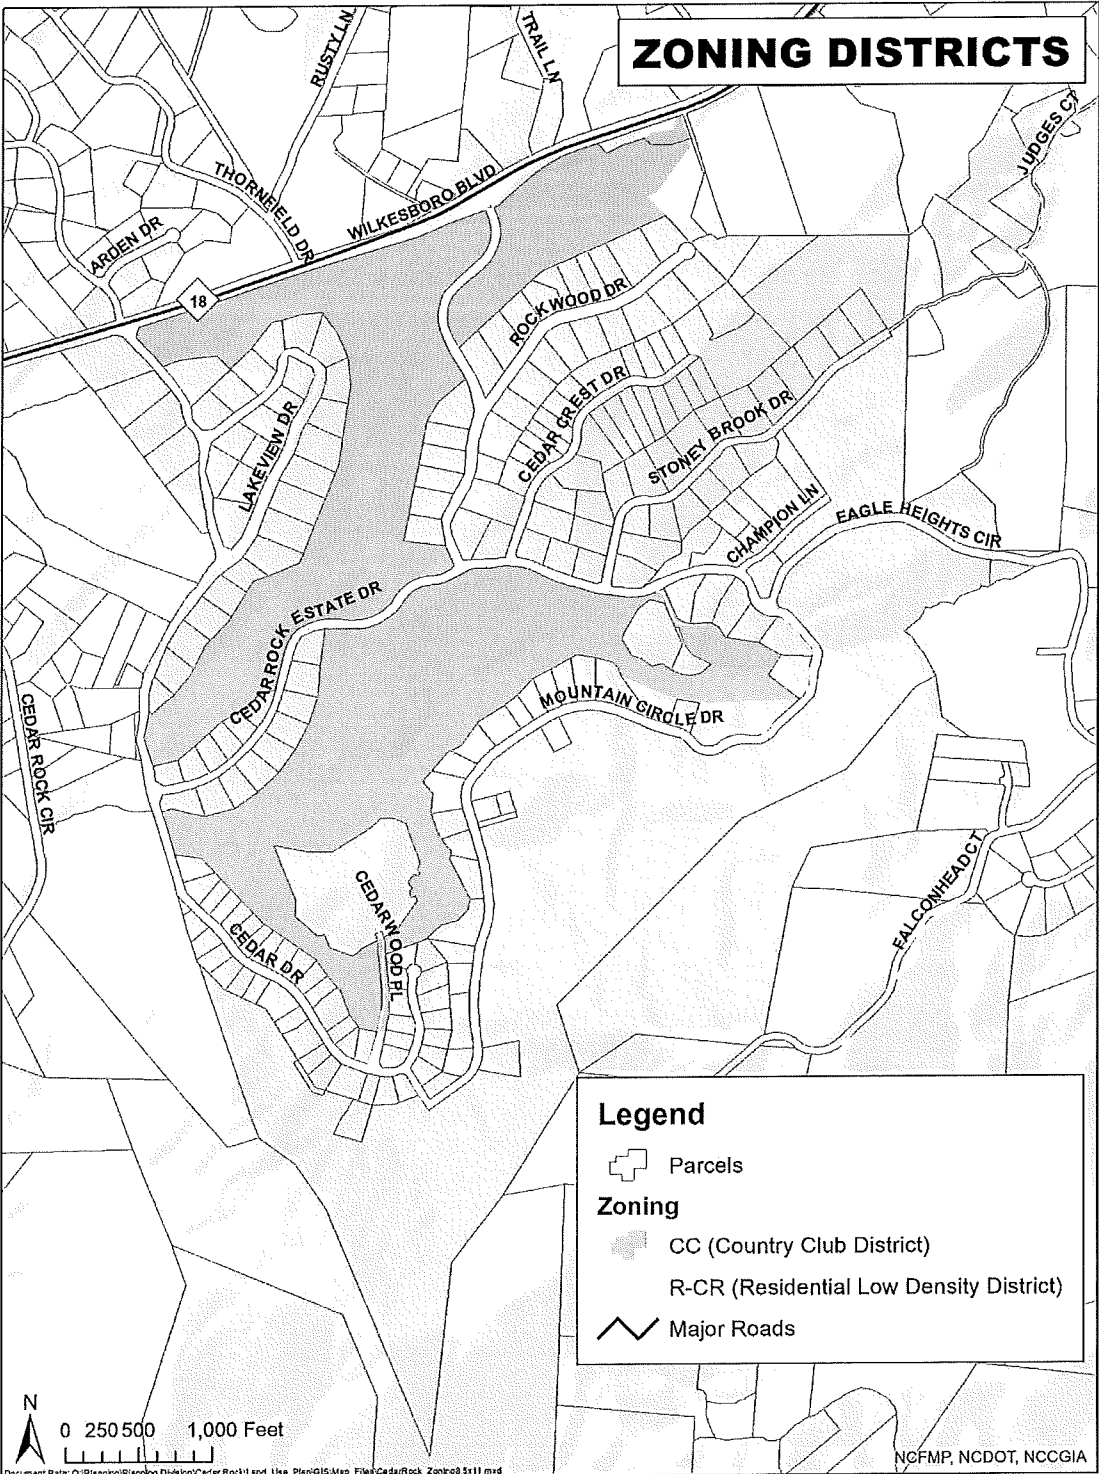 ZONING DISTRICTS
RUSTY LN
TRAIL LN
JUDGES CT
THORNFIELD DR
WILKESBORO BLVD
ARDEN DR
18
ROCKWOOD DR
LAKEVIEW DR
CEDAR CREST DR
STONEY BROOK DR
CHAMPION LN
EAGLE HEIGHTS CIR
CEDAR ROCK ESTATE DR
MOUNTAIN CIRCLE DR
CEDAR ROCK CIR
FALCONHEAD CT
CEDARWOOD PL
CEDAR DR
Legend
Parcels
Zoning
CC (Country Club District)
R-CR (Residential Low Density District)
Major Roads
N
0 250 500 1,000 Feet
NCFMP, NCDOT, NCCGIA